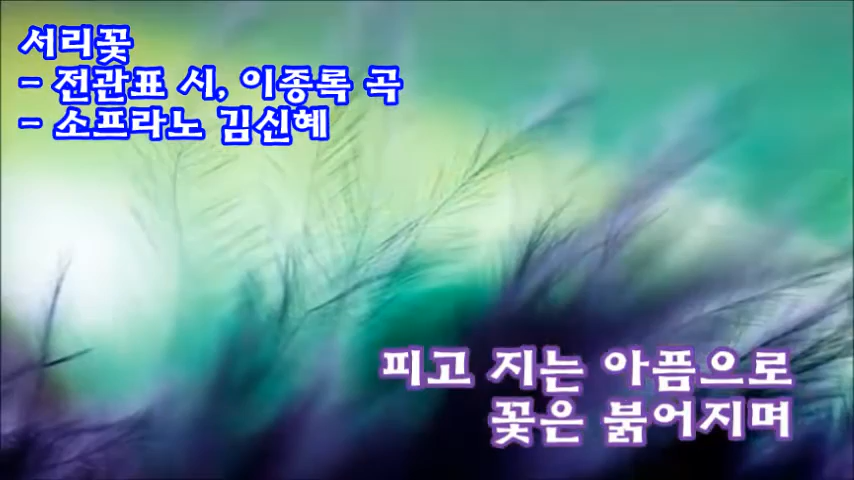 서리꽃
- 전관표 시, 이종록 곡
- 소프라노 김신혜
피고 지는 아픔으로
꽃은 붉어지며